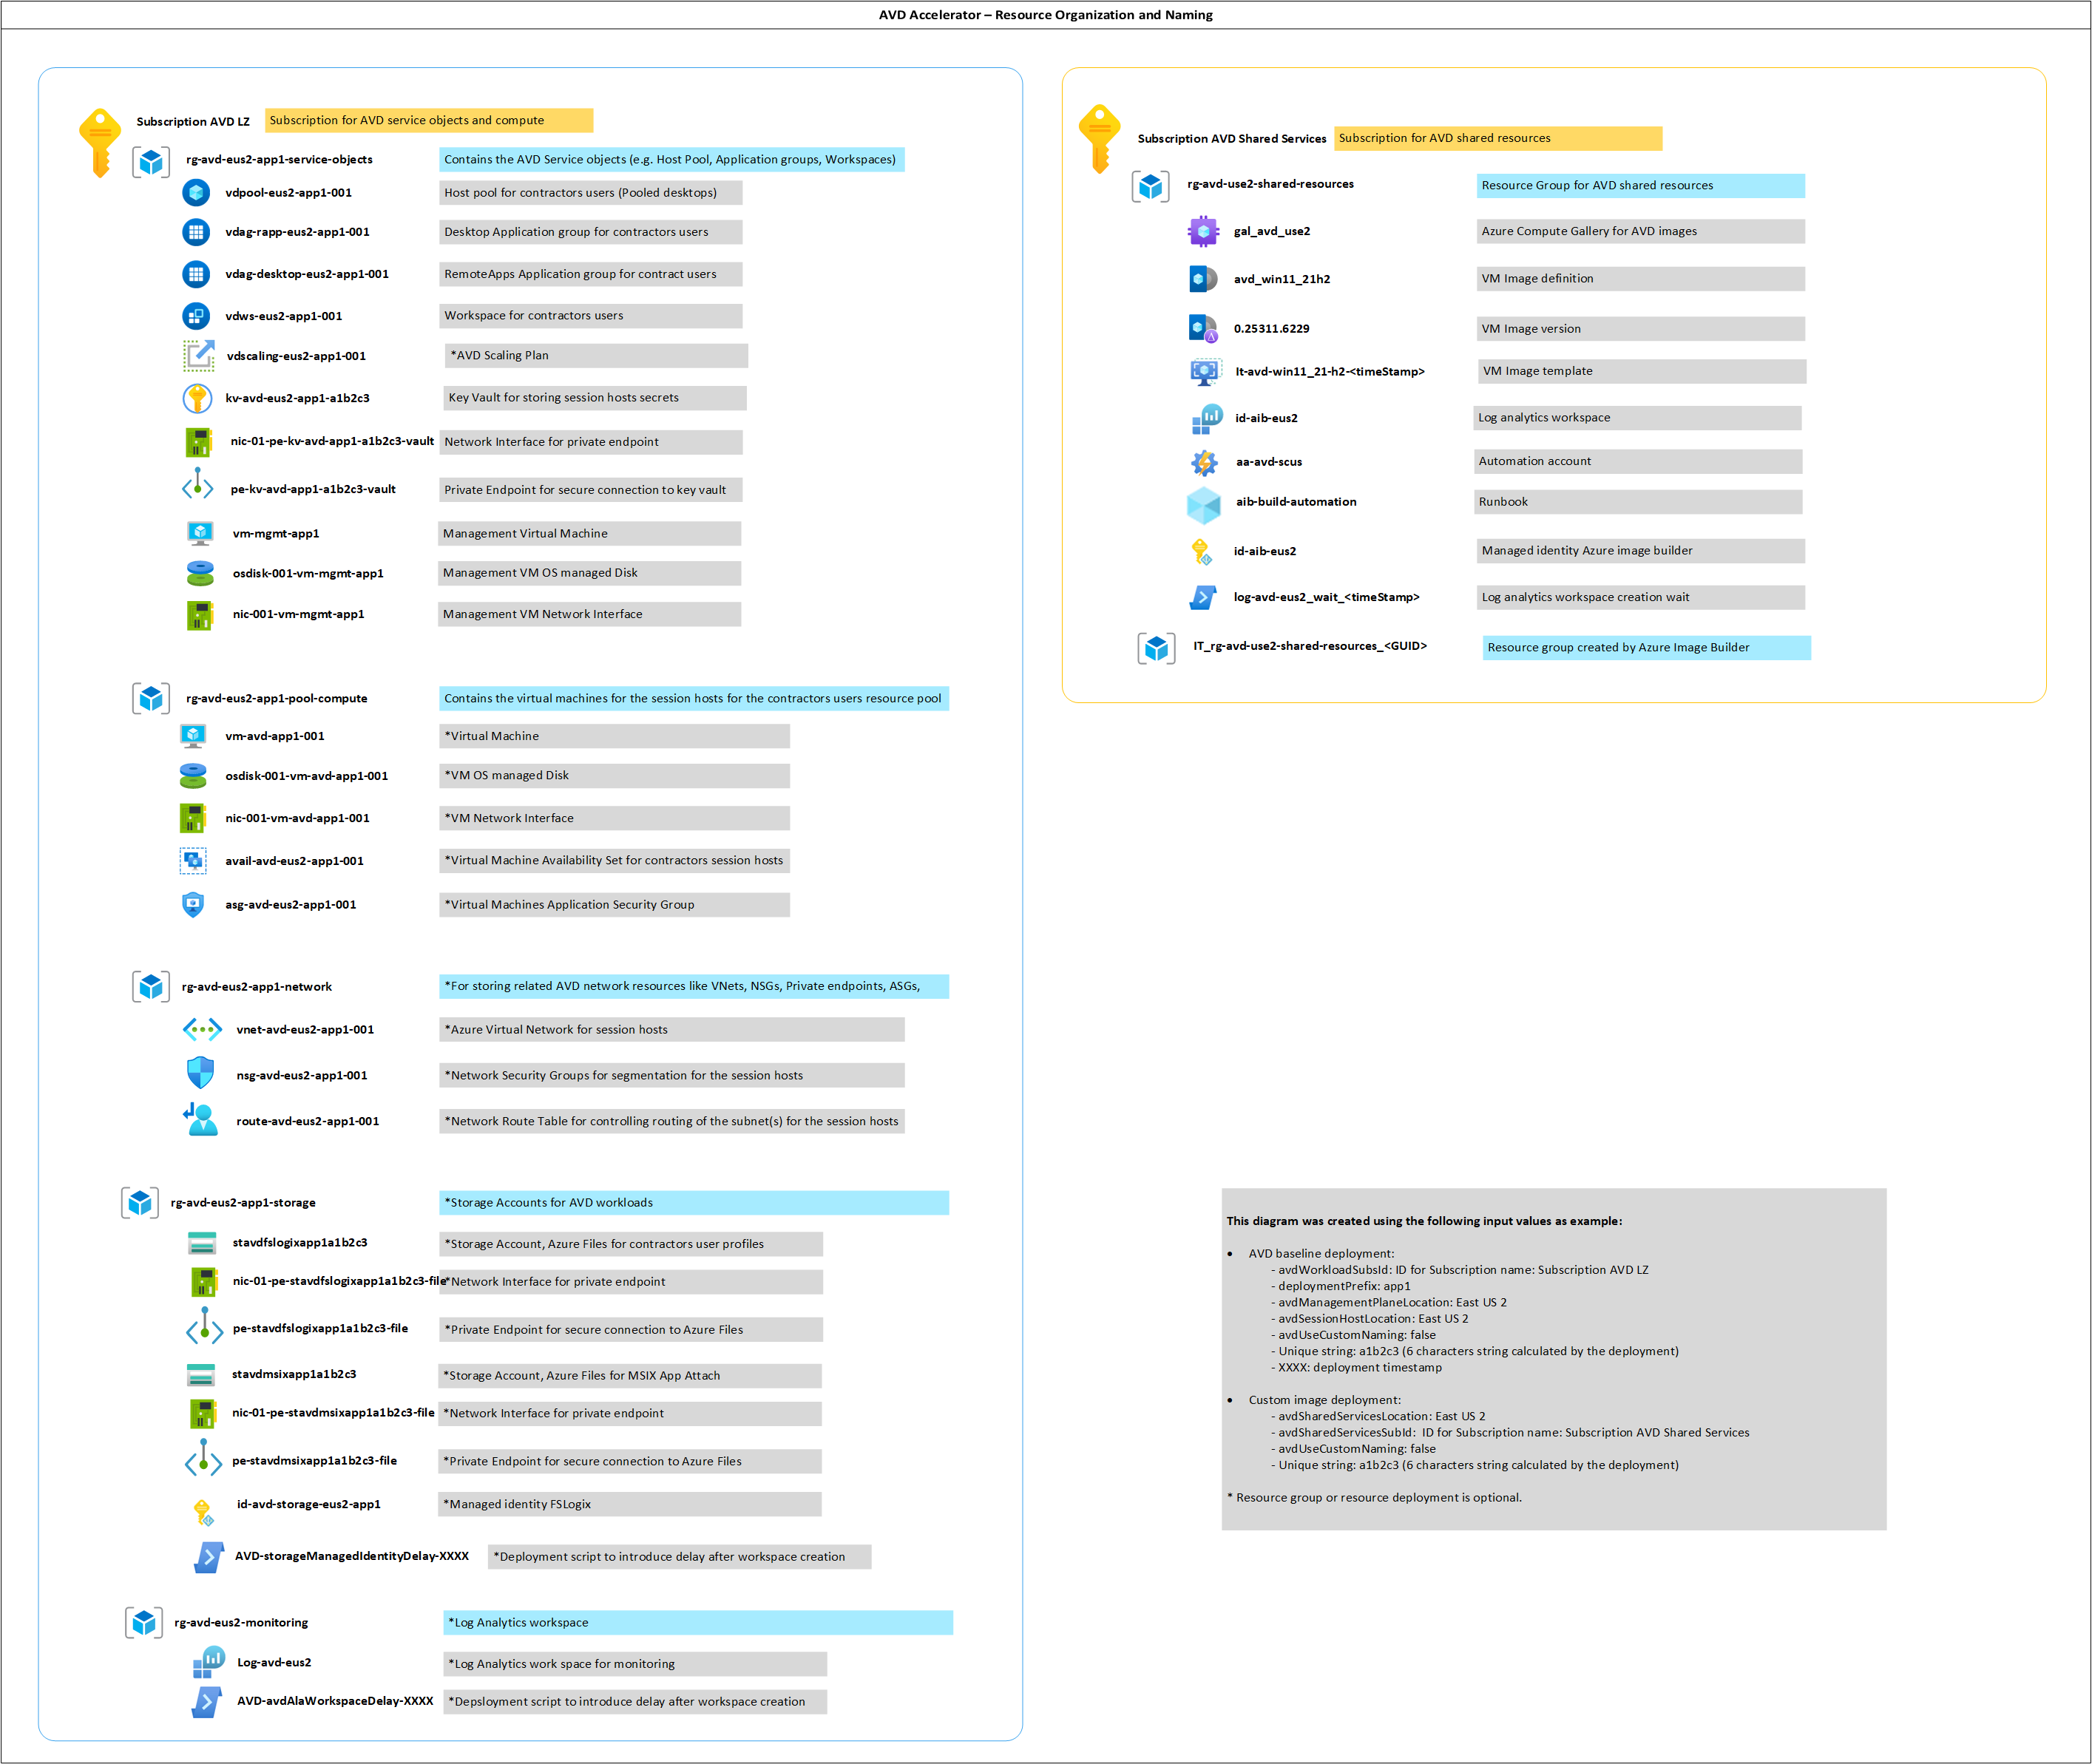 AVD Accelerator – Resource Organization and Naming
Subscription AVD LZ
Subscription for AVD service objects and compute
rg-avd-eus2-app1-service-objects
Contains the AVD Service objects (e.g. Host Pool, Application groups, Workspaces)
vdpool-eus2-app1-001
Host pool for contractors users (Pooled desktops)
vdag-rapp-eus2-app1-001
Desktop Application group for contractors users
vdag-desktop-eus2-app1-001
RemoteApps Application group for contract users
vdws-eus2-app1-001
Workspace for contractors users
vdscaling-eus2-app1-001
*AVD Scaling Plan
kv-avd-eus2-app1-a1b2c3
Key Vault for storing session hosts secrets
nic-01-pe-kv-avd-app1-a1b2c3-vault
Network Interface for private endpoint
pe-kv-avd-app1-a1b2c3-vault
Private Endpoint for secure connection to key vault
vm-mgmt-app1
Management Virtual Machine
osdisk-001-vm-mgmt-app1
Management VM OS managed Disk
nic-001-vm-mgmt-app1
Management VM Network Interface
rg-avd-eus2-app1-pool-compute
Contains the virtual machines for the session hosts for the contractors users resource pool
vm-avd-app1-001
*Virtual Machine
osdisk-001-vm-avd-app1-001
*VM OS managed Disk
nic-001-vm-avd-app1-001
*VM Network Interface
avail-avd-eus2-app1-001
*Virtual Machine Availability Set for contractors session hosts
asg-avd-eus2-app1-001
*Virtual Machines Application Security Group
rg-avd-eus2-app1-network
*For storing related AVD network resources like VNets, NSGs, Private endpoints, ASGs,
vnet-avd-eus2-app1-001
*Azure Virtual Network for session hosts
nsg-avd-eus2-app1-001
*Network Security Groups for segmentation for the session hosts
route-avd-eus2-app1-001
*Network Route Table for controlling routing of the subnet(s) for the session hosts
rg-avd-eus2-app1-storage
*Storage Accounts for AVD workloads
stavdfslogixapp1a1b2c3
*Storage Account, Azure Files for contractors user profiles
nic-01-pe-stavdfslogixapp1a1b2c3-file
*Network Interface for private endpoint
pe-stavdfslogixapp1a1b2c3-file
*Private Endpoint for secure connection to Azure Files
stavdmsixapp1a1b2c3
*Storage Account, Azure Files for MSIX App Attach
nic-01-pe-stavdmsixapp1a1b2c3-file
*Network Interface for private endpoint
pe-stavdmsixapp1a1b2c3-file
*Private Endpoint for secure connection to Azure Files
id-avd-storage-eus2-app1
*Managed identity FSLogix
AVD-storageManagedIdentityDelay-XXXX
*Deployment script to introduce delay after workspace creation
rg-avd-eus2-monitoring
*Log Analytics workspace
Log-avd-eus2
*Log Analytics work space for monitoring
AVD-avdAlaWorkspaceDelay-XXXX
*Depsloyment script to introduce delay after workspace creation
Subscription AVD Shared Services
Subscription for AVD shared resources
rg-avd-use2-shared-resources
Resource Group for AVD shared resources
gal_avd_use2
Azure Compute Gallery for AVD images
avd_win11_21h2
VM Image definition
0.25311.6229
VM Image version
It-avd-win11_21-h2-<timeStamp>
VM Image template
id-aib-eus2
Log analytics workspace
aa-avd-scus
Automation account
aib-build-automation
Runbook
id-aib-eus2
Managed identity Azure image builder
log-avd-eus2_wait_<timeStamp>
Log analytics workspace creation wait
IT_rg-avd-use2-shared-resources_<GUID>
Resource group created by Azure Image Builder
This diagram was created using the following input values as example:
• AVD baseline deployment:
- avdWorkloadSubsId: ID for Subscription name: Subscription AVD LZ
- deploymentPrefix: app1
- avdManagementPlaneLocation: East US 2
- avdSessionHostLocation: East US 2
- avdUseCustomNaming: false
- Unique string: a1b2c3 (6 characters string calculated by the deployment)
- XXXX: deployment timestamp
• Custom image deployment:
- avdSharedServicesLocation: East US 2
- avdSharedServicesSubId: ID for Subscription name: Subscription AVD Shared Services
- avdUseCustomNaming: false
- Unique string: a1b2c3 (6 characters string calculated by the deployment)
* Resource group or resource deployment is optional.